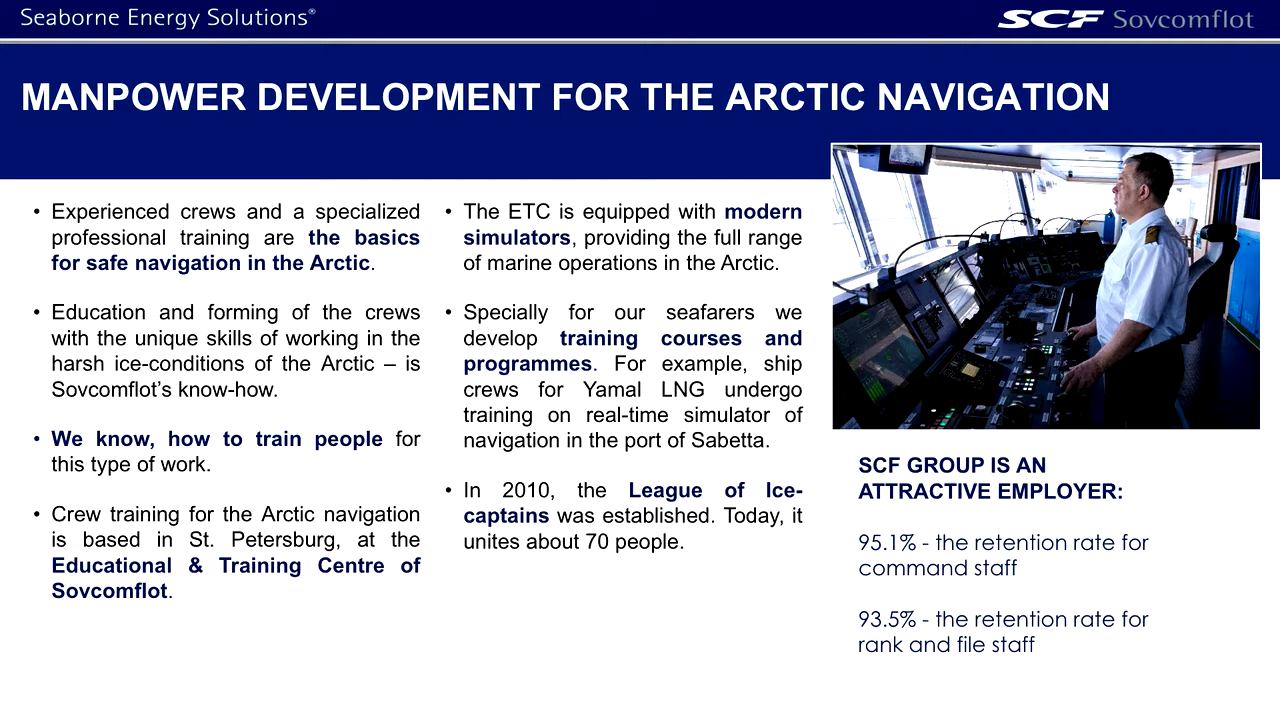 Seaborne Energy Solutions®
SCF Sovcomflot
MANPOWER DEVELOPMENT FOR THE ARCTIC NAVIGATION
• Experienced crews and a specialized
professional training are the basics
for safe navigation in the Arctic.
• Education and forming of the crews
with the unique skills of working in the
harsh ice-conditions of the Arctic – is
Sovcomflot’s know-how.
• We know, how to train people for
this type of work.
• Crew training for the Arctic navigation
is based in St. Petersburg, at the
Educational & Training Centre of
Sovcomflot.
• The ETC is equipped with modern
simulators, providing the full range
of marine operations in the Arctic.
• Specially for our seafarers we
develop training courses and
programmes. For example, ship
crews for Yamal LNG undergo
training on real-time simulator of
navigation in the port of Sabetta.
• In 2010, the League of Ice-
captains was established. Today, it
unites about 70 people.
SCF GROUP IS AN
ATTRACTIVE EMPLOYER:
95.1% - the retention rate for
command staff
93.5% - the retention rate for
rank and file staff